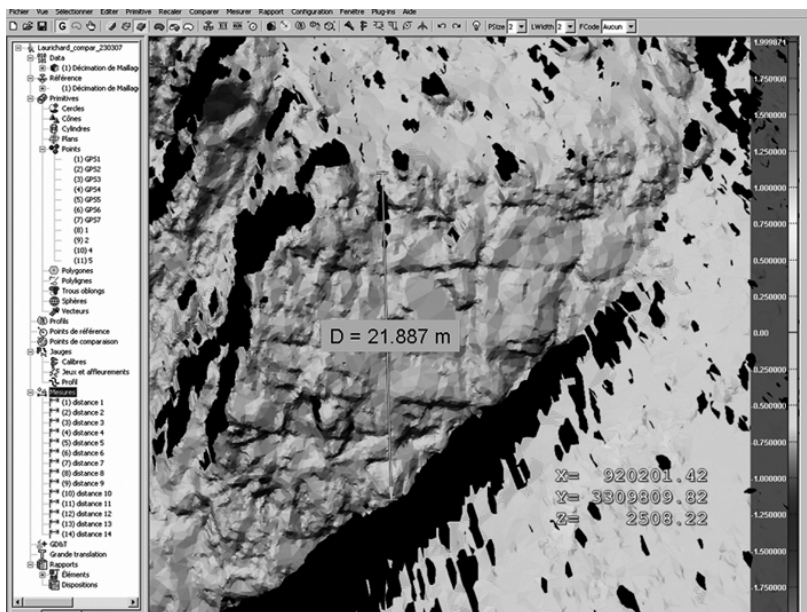 Fichier Vue Sélectionner Editer Primitive Recaler Comparer Mesurer Rapport Configuration Fenêtre Plug-ins Aide
PSize 2 LWidth 2 FCode Aucun
Laurichard_compar_230307
Data
(1) Décimation de Maillag
Référence
(1) Décimation de Maillag
Primitives
Cercles
Cônes
Cylindres
Plans
Points
(1) GPS1
(2) GPS2
(3) GPS3
(4) GPS4
(5) GPS5
(6) GPS6
(7) GPS7
(8) 1
(9) 2
(10) 4
(11) 5
Polygones
Polylignes
Trous oblongs
Sphères
Vecteurs
Profils
Points de référence
Points de comparaison
Jauges
Calibres
Jeux et affleurements
Profil
Mesures
(1) distance 1
(2) distance 2
(3) distance 3
(4) distance 4
(5) distance 5
(6) distance 6
(7) distance 7
(8) distance 8
(9) distance 9
(10) distance 10
(11) distance 11
(12) distance 12
(13) distance 13
(14) distance 14
GD&T
Grande translation
Rapports
Éléments
Dispositions
D = 21.887 m
X= 920201.42
Y= 3309809.82
Z= 2508.22
1.999871
1.750000
1.500000
1.250000
1.000000
0.750000
0.500000
0.250000
0.00
-0.250000
-0.500000
-0.750000
-1.000000
-1.250000
-1.500000
-1.750000